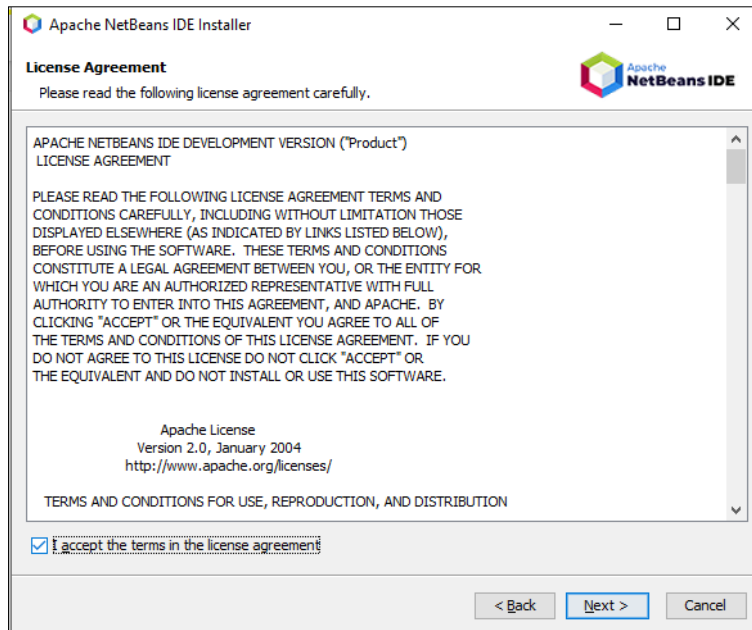 Apache NetBeans IDE Installer
License Agreement
Please read the following license agreement carefully.
Apache
NetBeans IDE
APACHE NETBEANS IDE DEVELOPMENT VERSION ("Product")
LICENSE AGREEMENT
PLEASE READ THE FOLLOWING LICENSE AGREEMENT TERMS AND
CONDITIONS CAREFULLY, INCLUDING WITHOUT LIMITATION THOSE
DISPLAYED ELSEWHERE (AS INDICATED BY LINKS LISTED BELOW),
BEFORE USING THE SOFTWARE.  THESE TERMS AND CONDITIONS
CONSTITUTE A LEGAL AGREEMENT BETWEEN YOU, OR THE ENTITY FOR
WHICH YOU ARE AN AUTHORIZED REPRESENTATIVE WITH FULL
AUTHORITY TO ENTER INTO THIS AGREEMENT, AND APACHE.  BY
CLICKING "ACCEPT" OR THE EQUIVALENT YOU AGREE TO ALL OF
THE TERMS AND CONDITIONS OF THIS LICENSE AGREEMENT.  IF YOU
DO NOT AGREE TO THIS LICENSE DO NOT CLICK "ACCEPT" OR
THE EQUIVALENT AND DO NOT INSTALL OR USE THIS SOFTWARE.
Apache License
Version 2.0, January 2004
http://www.apache.org/licenses/
TERMS AND CONDITIONS FOR USE, REPRODUCTION, AND DISTRIBUTION
I accept the terms in the license agreement
< Back
Next >
Cancel